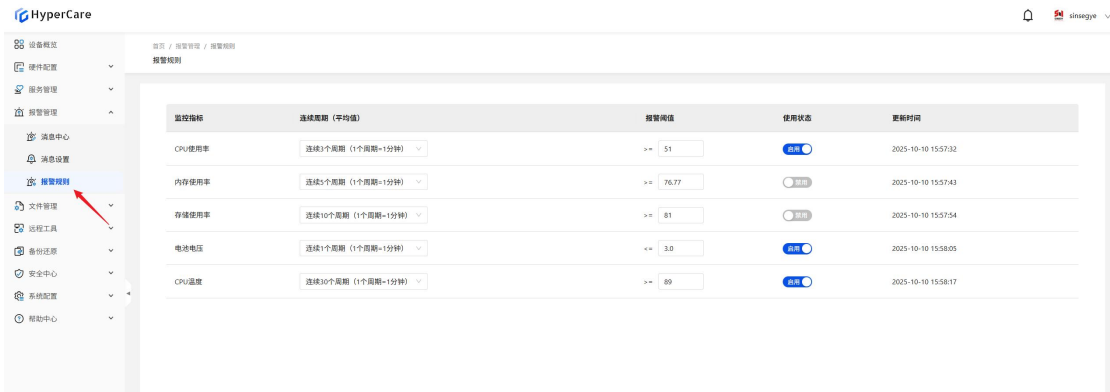 HyperCare
sinsegye
设备概览
硬件配置
服务管理
报警管理
消息中心
消息设置
报警规则
文件管理
远程工具
备份还原
安全中心
系统配置
帮助中心
首页 / 报警管理 / 报警规则
报警规则
监控指标 连续周期（平均值） 报警阈值 使用状态 更新时间
CPU使用率 连续3个周期（1个周期=1分钟） >= 51 启用 2025-10-10 15:57:32
内存使用率 连续5个周期（1个周期=1分钟） >= 76.77 禁用 2025-10-10 15:57:43
存储使用率 连续10个周期（1个周期=1分钟） >= 81 禁用 2025-10-10 15:57:54
电池电压 连续1个周期（1个周期=1分钟） <= 3.0 启用 2025-10-10 15:58:05
CPU温度 连续30个周期（1个周期=1分钟） >= 89 启用 2025-10-10 15:58:17